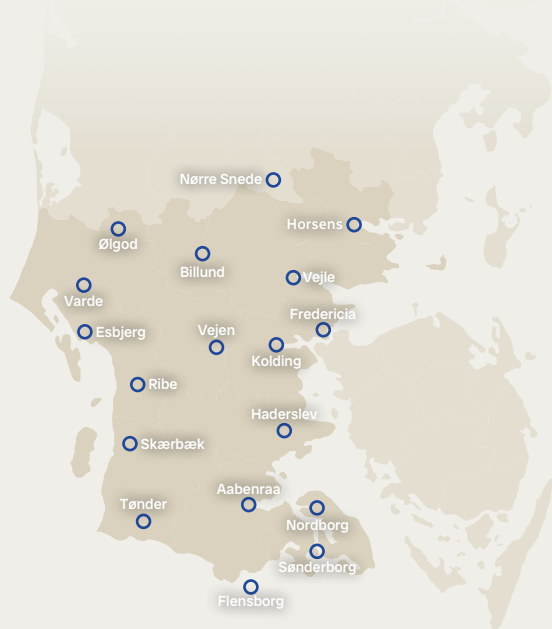 Nørre Snede
Horsens
Ølgod
Billund
Vejle
Varde
Fredericia
Esbjerg
Vejen
Kolding
Ribe
Haderslev
Skærbæk
Aabenraa
Tønder
Nordborg
Sønderborg
Flensborg